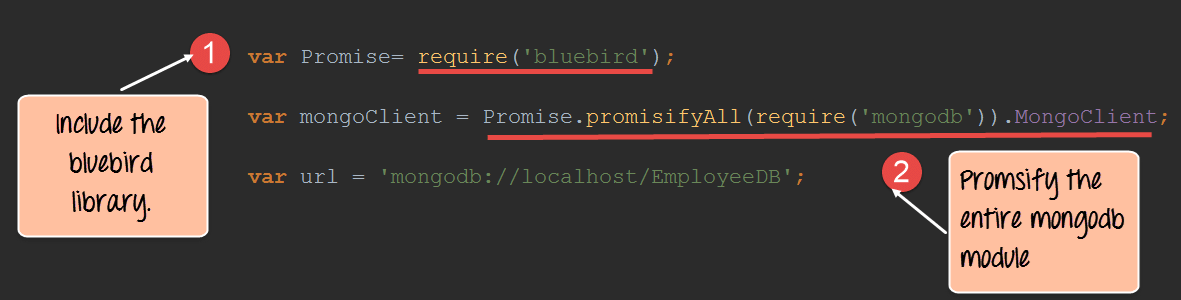 1
var Promise= require('bluebird');
Include the
bluebird
library.
var mongoClient = Promise.promisifyAll(require('mongodb')).MongoClient;
var url = 'mongodb://localhost/EmployeeDB';
2
Promsify the
entire mongodb
module